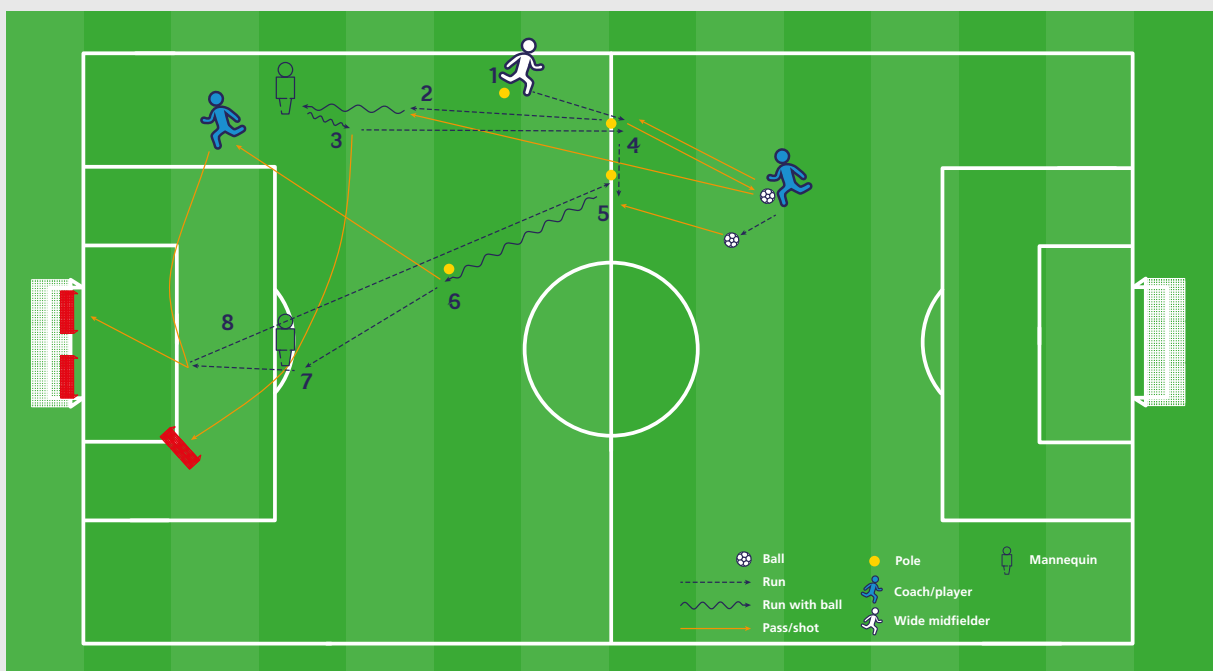 1
2
3
4
5
6
7
8
Ball
Pole
Mannequin
Run
Coach/player
Run with ball
Wide midfielder
Pass/shot